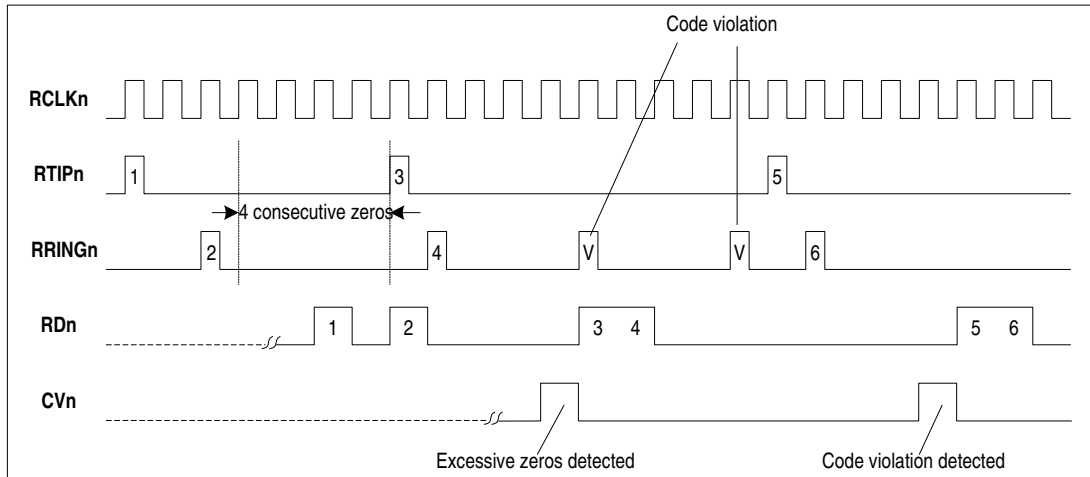 Code violation
RCLKn
RTIPn
1
3
5
4 consecutive zeros
RRINGn
2
4
V
V
6
RDn
1
2
3
4
5
6
CVn
Excessive zeros detected
Code violation detected